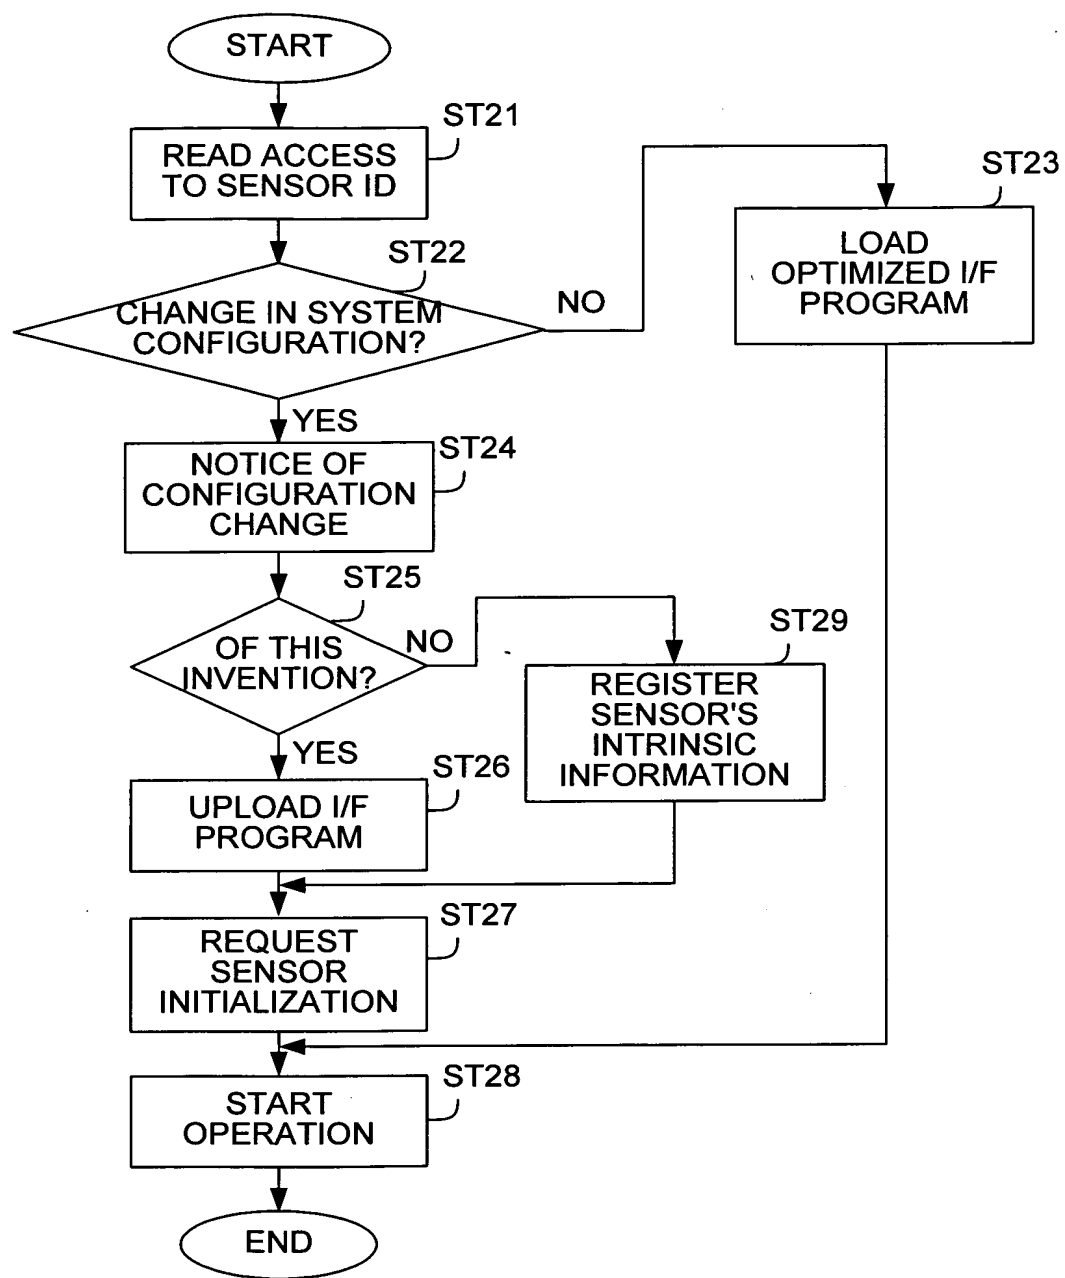 START
ST21
READ ACCESS
TO SENSOR ID
ST22
CHANGE IN SYSTEM
CONFIGURATION?
NO
ST23
LOAD
OPTIMIZED I/F
PROGRAM
YES
ST24
NOTICE OF
CONFIGURATION
CHANGE
ST25
OF THIS
INVENTION?
NO
ST29
REGISTER
SENSOR'S
INTRINSIC
INFORMATION
YES
ST26
UPLOAD I/F
PROGRAM
ST27
REQUEST
SENSOR
INITIALIZATION
ST28
START
OPERATION
END